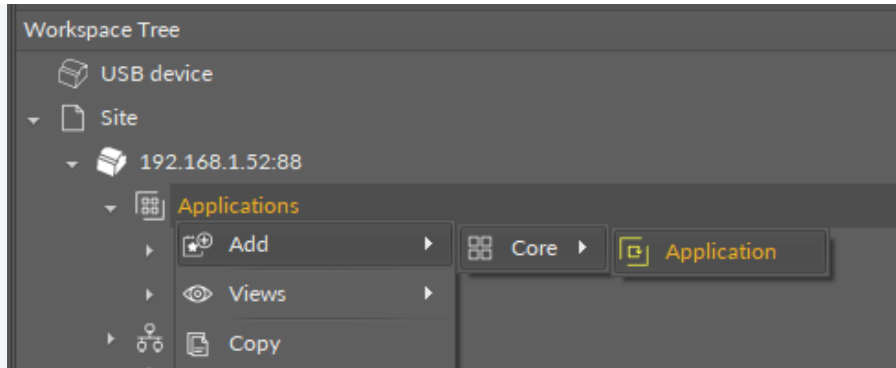 Workspace Tree
USB device
Site
192.168.1.52:88
Applications
Add
Core
Application
Views
Copy